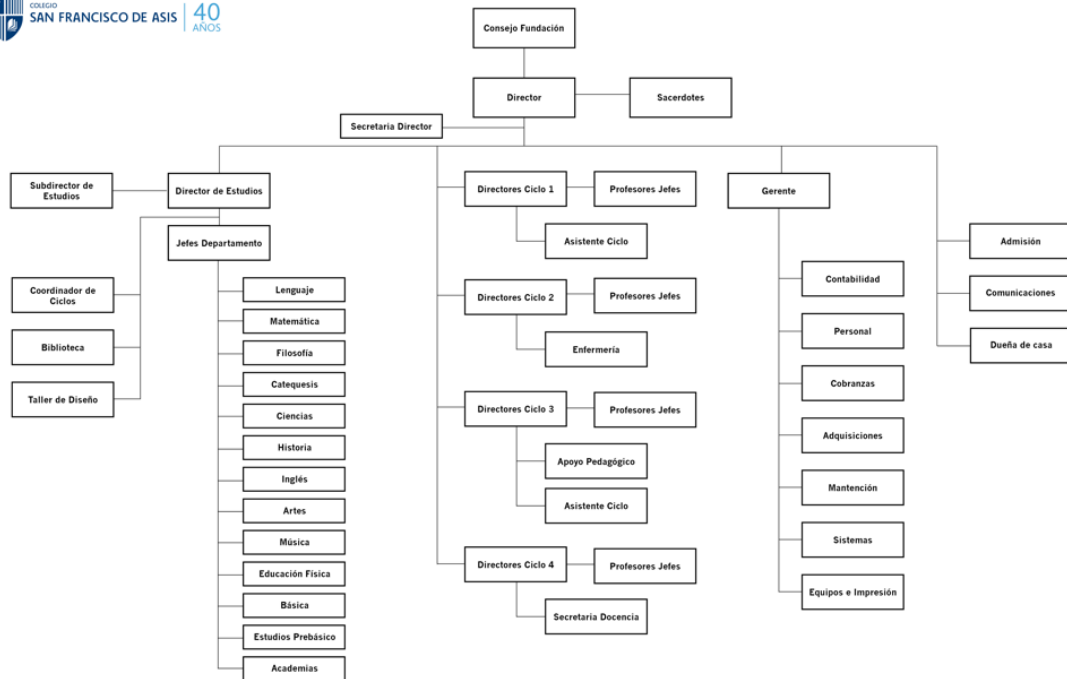 COLEGIO
SAN FRANCISCO DE ASIS
40
AÑOS
Consejo Fundación
Director
Sacerdotes
Secretaria Director
Subdirector de
Estudios
Director de Estudios
Jefes Departamento
Coordinador de
Ciclos
Biblioteca
Taller de Diseño
Lenguaje
Matemática
Filosofía
Catequesis
Ciencias
Historia
Inglés
Artes
Música
Educación Física
Básica
Estudios Prebásico
Academias
Directores Ciclo 1
Profesores Jefes
Asistente Ciclo
Directores Ciclo 2
Profesores Jefes
Enfermería
Directores Ciclo 3
Profesores Jefes
Apoyo Pedagógico
Asistente Ciclo
Directores Ciclo 4
Profesores Jefes
Secretaria Docencia
Gerente
Contabilidad
Personal
Cobranzas
Adquisiciones
Mantención
Sistemas
Equipos e Impresión
Admisión
Comunicaciones
Dueña de casa